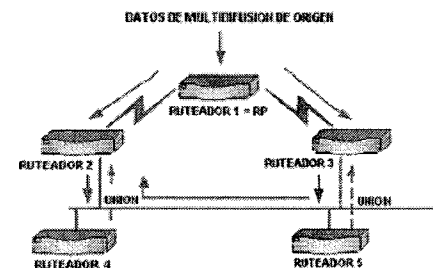 DATOS DE MULTIDIFUSION DE ORIGEN
RUTEADOR 1 = RP
RUTEADOR 2
RUTEADOR 3
UNION
UNION
RUTEADOR 4
RUTEADOR 5